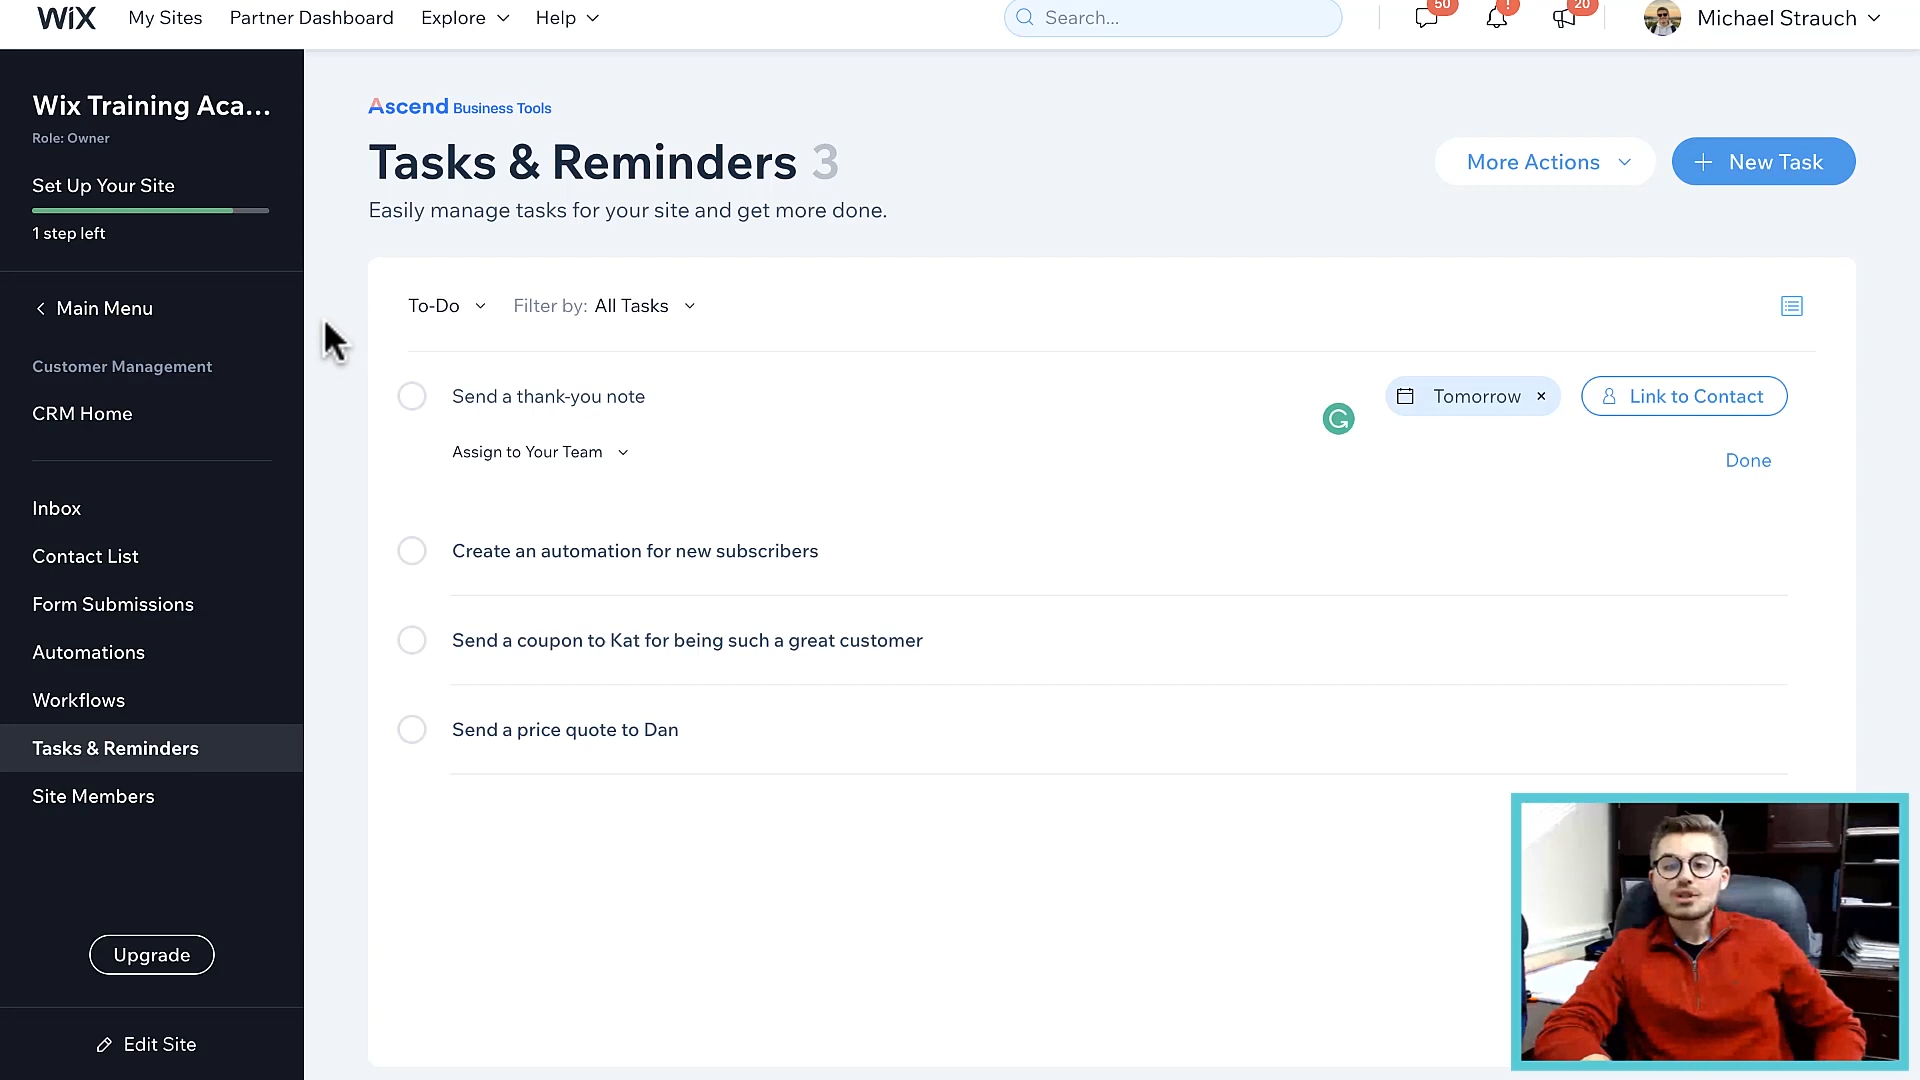 WiX My Sites Partner Dashboard Explore Help Search... 50 ! 20 Michael Strauch
Wix Training Aca...
Role: Owner
Set Up Your Site
1 step left
Main Menu
Customer Management
CRM Home
Inbox
Contact List
Form Submissions
Automations
Workflows
Tasks & Reminders
Site Members
Upgrade
Edit Site
Ascend Business Tools
Tasks & Reminders 3
More Actions
+ New Task
Easily manage tasks for your site and get more done.
To-Do Filter by: All Tasks
Send a thank-you note Tomorrow × Link to Contact
Assign to Your Team
Done
Create an automation for new subscribers
Send a coupon to Kat for being such a great customer
Send a price quote to Dan